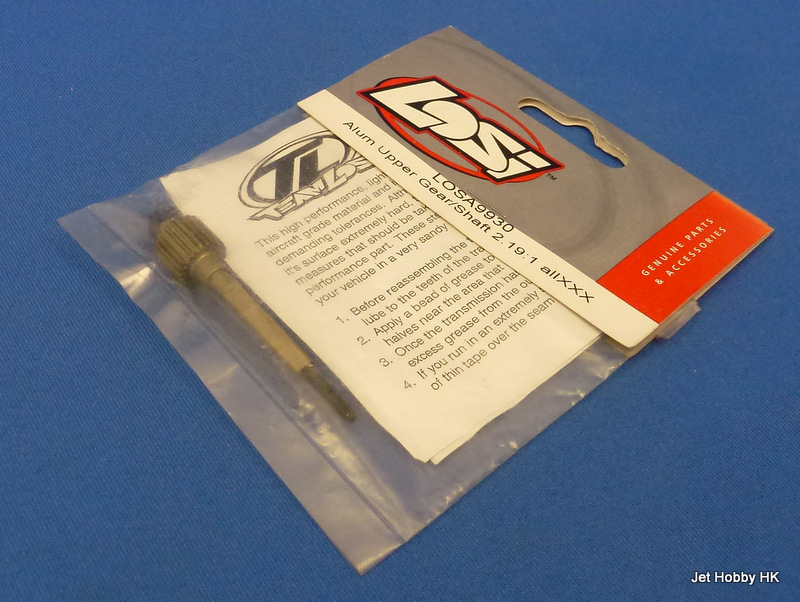 LOSI
TM
LOSA9930
Alum Upper Gear/Shaft 2.19:1 allXXX
GENUINE PARTS
& ACCESSORIES
TEAM LOSI
This high performance, ligh
aircraft grade material and
demanding tolerances. Alth
it's surface extremely hard,
measures that should be ta
performance part. These st
your vehicle in a very sandy
1. Before reassembling the
lube to the teeth of the tra
2. Apply a bead of grease to
halves near the area that
3. Once the transmission ha
excess grease from the ou
4. If you run in an extremely
of thin tape over the seam
Jet Hobby HK